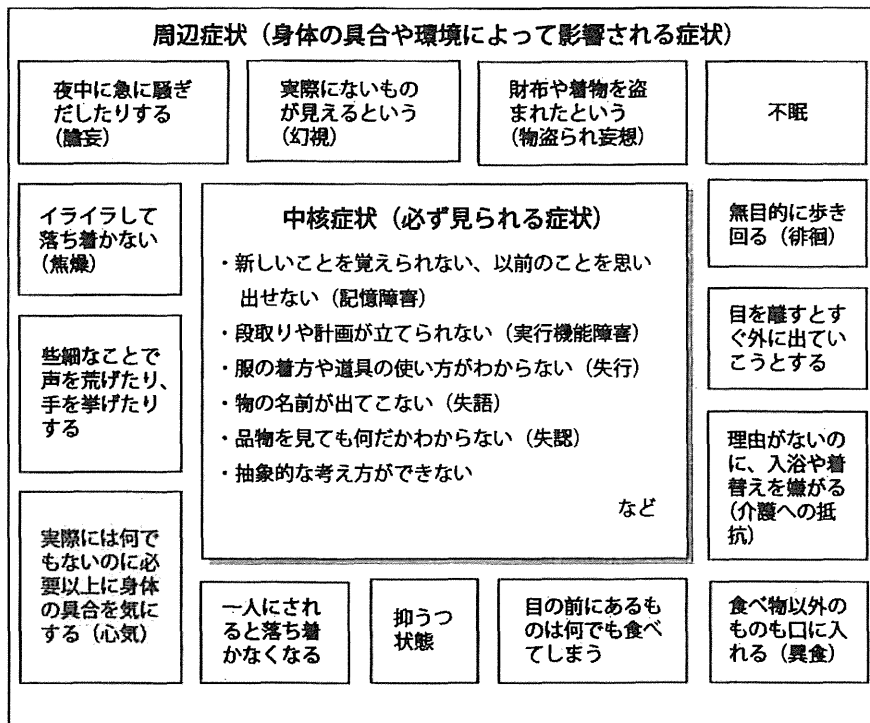 周辺症状（身体の具合や環境によって影響される症状）
夜中に急に騒ぎ
だしたりする
（譫妄）
実際にないもの
が見えるという
（幻視）
財布や着物を盗
まれたという
（物盗られ妄想）
不眠
イライラして
落ち着かない
（焦燥）
中核症状（必ず見られる症状）
・新しいことを覚えられない、以前のことを思い
出せない（記憶障害）
・段取りや計画が立てられない（実行機能障害）
・服の着方や道具の使い方がわからない（失行）
・物の名前が出てこない（失語）
・品物を見ても何だかわからない（失認）
・抽象的な考え方ができない
など
無目的に歩き
回る（徘徊）
些細なことで
声を荒げたり、
手を挙げたり
する
目を離すとす
ぐ外に出てい
こうとする
理由がないの
に、入浴や着
替えを嫌がる
（介護への抵
抗）
実際には何で
もないのに必
要以上に身体
の具合を気に
する（心気）
一人にされ
ると落ち着
かなくなる
抑うつ
状態
目の前にあるも
のは何でも食べ
てしまう
食べ物以外の
ものも口に入
れる（異食）